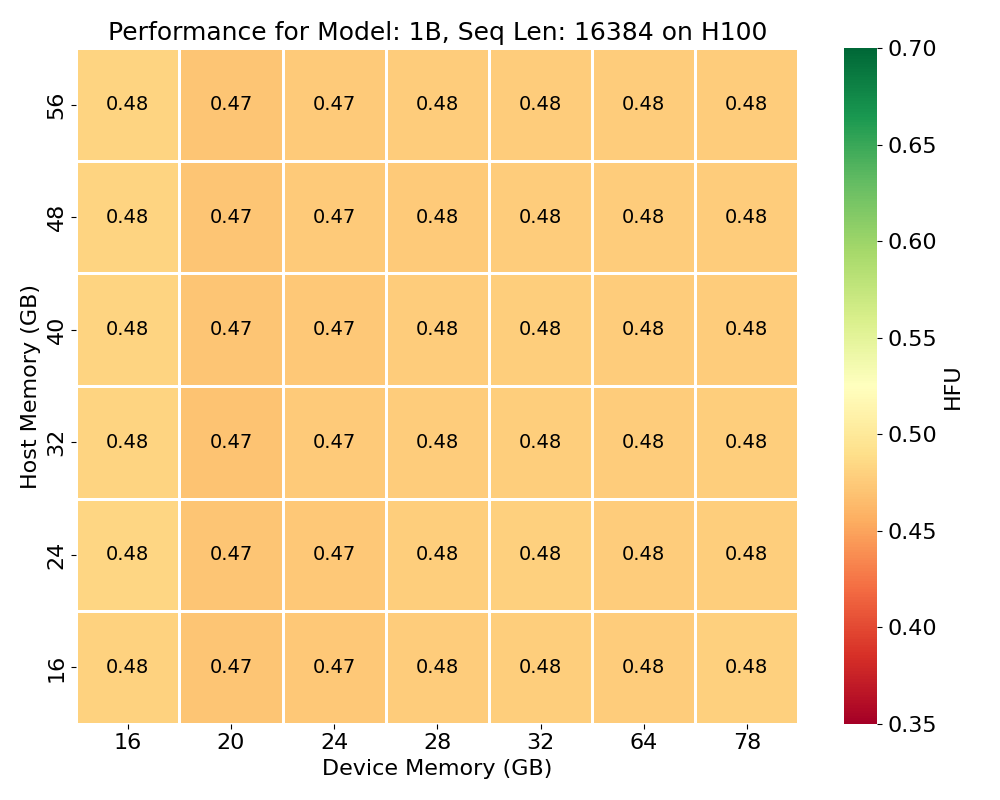 Performance for Model: 1B, Seq Len: 16384 on H100
Host Memory (GB)
56 0.48 0.47 0.47 0.48 0.48 0.48 0.48
48 0.48 0.47 0.47 0.48 0.48 0.48 0.48
40 0.48 0.47 0.47 0.48 0.48 0.48 0.48
32 0.48 0.47 0.47 0.48 0.48 0.48 0.48
24 0.48 0.47 0.47 0.48 0.48 0.48 0.48
16 0.48 0.47 0.47 0.48 0.48 0.48 0.48
16 20 24 28 32 64 78
Device Memory (GB)
0.70
0.65
0.60
0.55
0.50
0.45
0.40
0.35
HFU